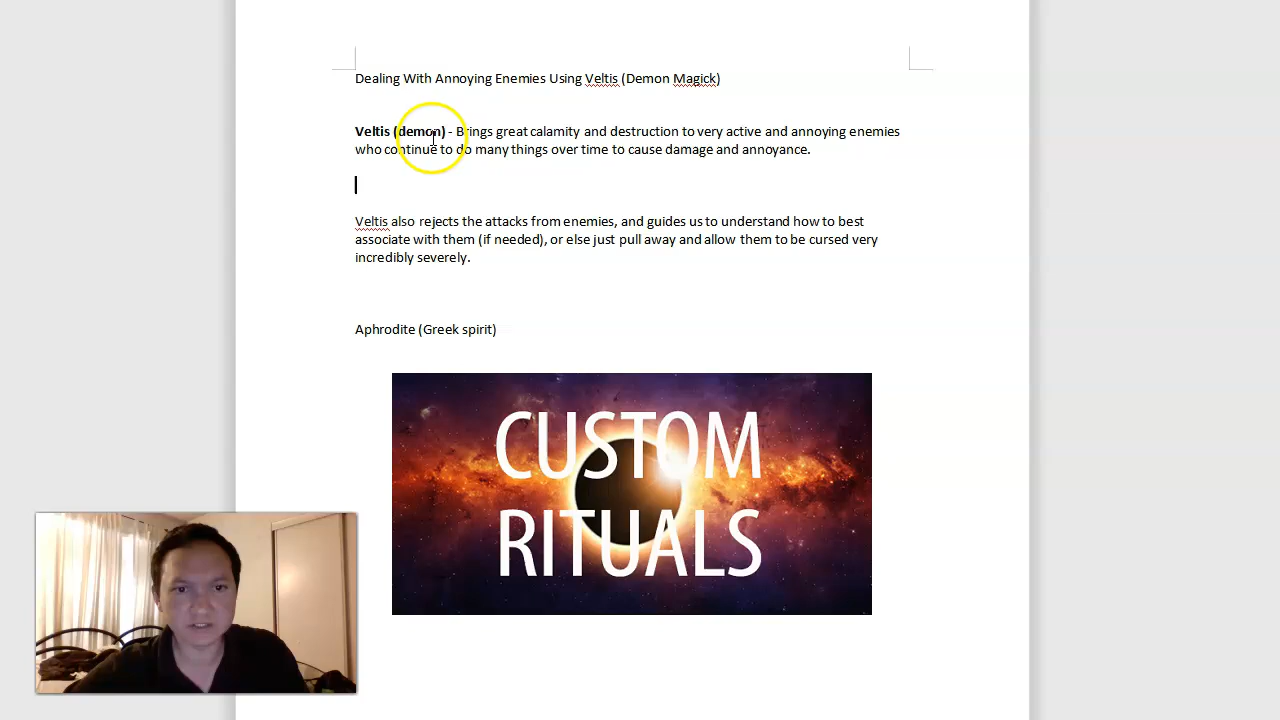 Dealing With Annoying Enemies Using Veltis (Demon Magick)
Veltis (demon) - Brings great calamity and destruction to very active and annoying enemies
who continue to do many things over time to cause damage and annoyance.
Veltis also rejects the attacks from enemies, and guides us to understand how to best
associate with them (if needed), or else just pull away and allow them to be cursed very
incredibly severely.
Aphrodite (Greek spirit)
CUSTOM
RITUALS